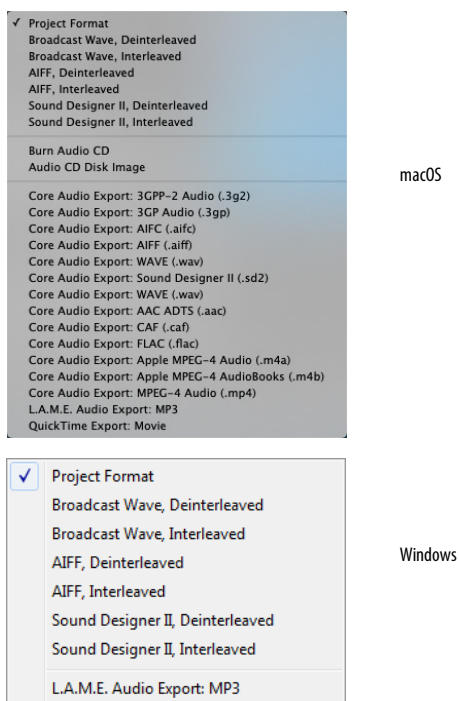 ✓ Project Format
Broadcast Wave, Deinterleaved
Broadcast Wave, Interleaved
AIFF, Deinterleaved
AIFF, Interleaved
Sound Designer II, Deinterleaved
Sound Designer II, Interleaved
Burn Audio CD
Audio CD Disk Image
Core Audio Export: 3GPP-2 Audio (.3g2)
Core Audio Export: 3GP Audio (.3gp)
Core Audio Export: AIFC (.aifc)
Core Audio Export: AIFF (.aiff)
Core Audio Export: WAVE (.wav)
Core Audio Export: Sound Designer II (.sd2)
Core Audio Export: WAVE (.wav)
Core Audio Export: AAC ADTS (.aac)
Core Audio Export: CAF (.caf)
Core Audio Export: FLAC (.flac)
Core Audio Export: Apple MPEG-4 Audio (.m4a)
Core Audio Export: Apple MPEG-4 AudioBooks (.m4b)
Core Audio Export: MPEG-4 Audio (.mp4)
L.A.M.E. Audio Export: MP3
QuickTime Export: Movie
macOS
✓ Project Format
Broadcast Wave, Deinterleaved
Broadcast Wave, Interleaved
AIFF, Deinterleaved
AIFF, Interleaved
Sound Designer II, Deinterleaved
Sound Designer II, Interleaved
L.A.M.E. Audio Export: MP3
Windows